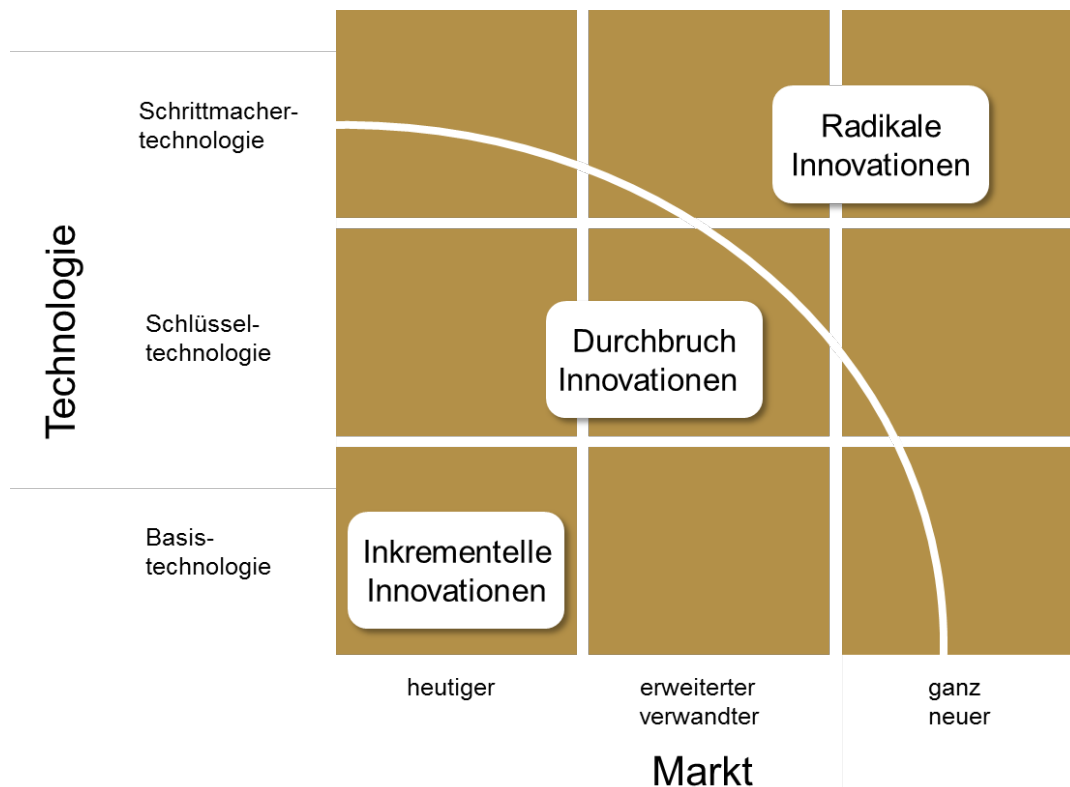 Schrittmacher-
technologie
Radikale
Innovationen
Technologie
Schlüssel-
technologie
Durchbruch
Innovationen
Basis-
technologie
Inkrementelle
Innovationen
heutiger
erweiterter
verwandter
ganz
neuer
Markt